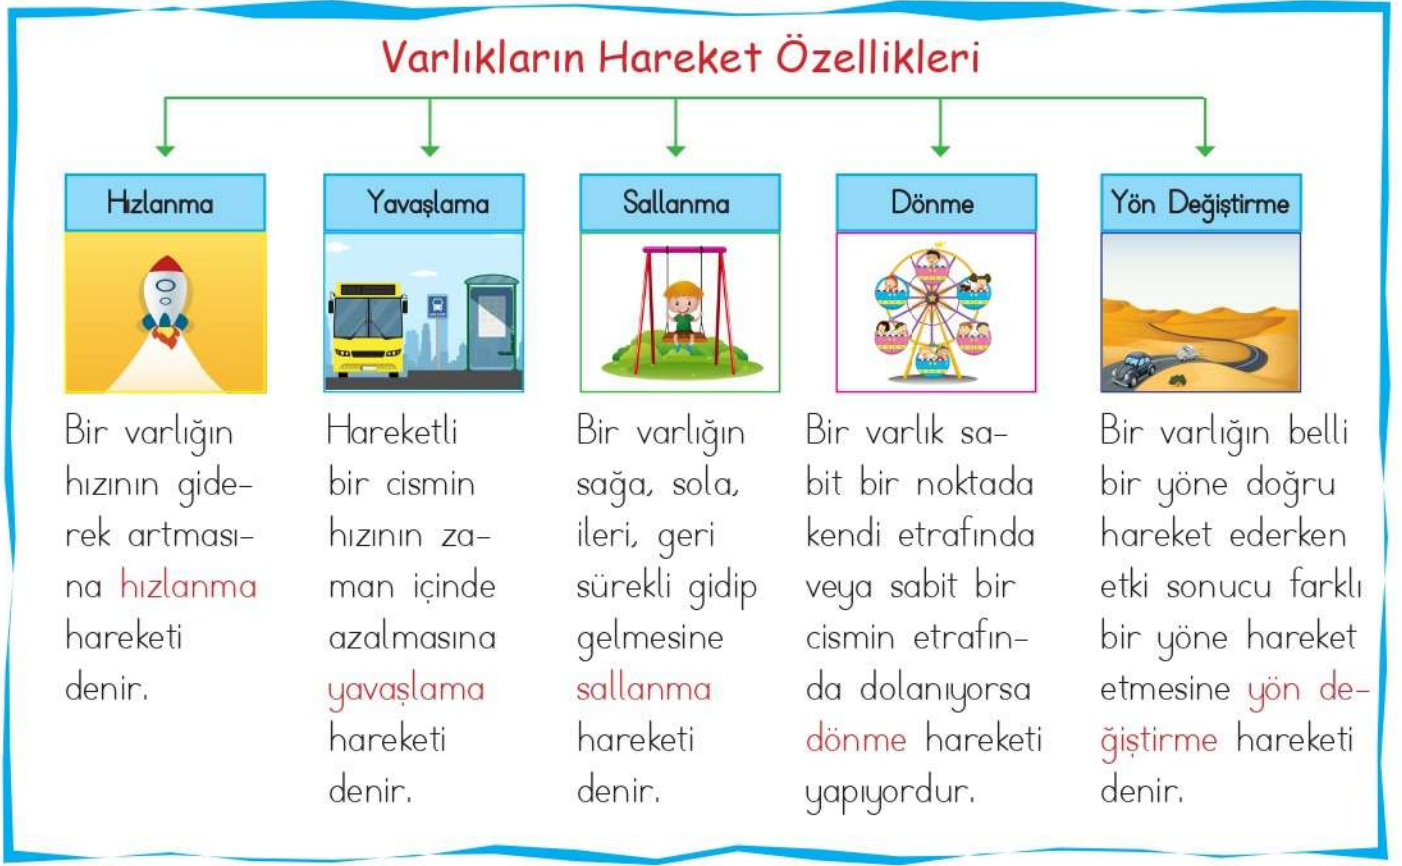 Varlıkların Hareket Özellikleri
Hızlanma
Bir varlığın
hızının gide-
rek artması-
na hızlanma
hareketi
denir.
Yavaşlama
Hareketli
bir cismin
hızının za-
man içinde
azalmasına
yavaşlama
hareketi
denir.
Sallanma
Bir varlığın
sağa, sola,
ileri, geri
sürekli gidip
gelmesine
sallanma
hareketi
denir.
Dönme
Bir varlık sa-
bit bir noktada
kendi etrafında
veya sabit bir
cismin etrafın-
da dolanıyorsa
dönme hareketi
yapıyordur.
Yön Değiştirme
Bir varlığın belli
bir yöne doğru
hareket ederken
etki sonucu farklı
bir yöne hareket
etmesine yön de-
ğiştirme hareketi
denir.